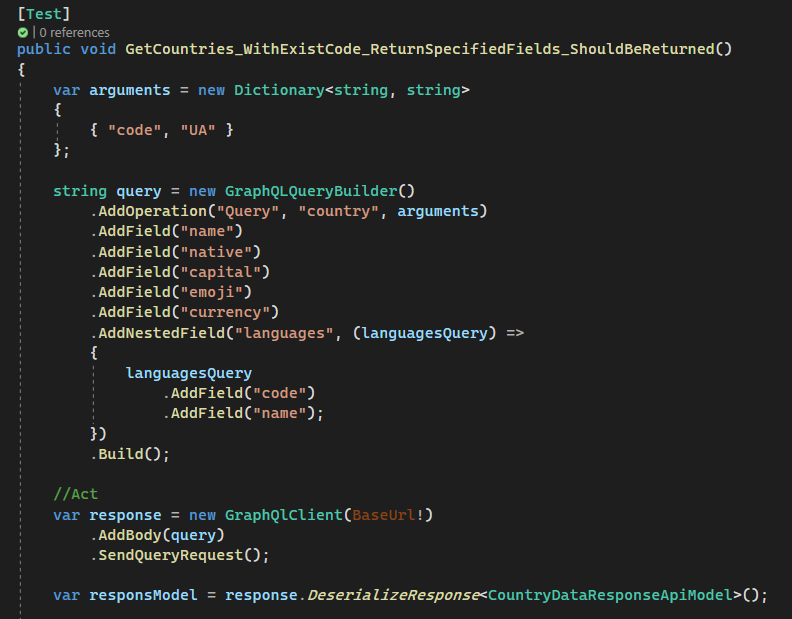 [Test]
| 0 references
public void GetCountries_WithExistCode_ReturnSpecifiedFields_ShouldBeReturned()
{
    var arguments = new Dictionary<string, string>
    {
        { "code", "UA" }
    };

    string query = new GraphQLQueryBuilder()
        .AddOperation("Query", "country", arguments)
        .AddField("name")
        .AddField("native")
        .AddField("capital")
        .AddField("emoji")
        .AddField("currency")
        .AddNestedField("languages", (languagesQuery) =>
        {
            languagesQuery
                .AddField("code")
                .AddField("name");
        })
        .Build();

    //Act
    var response = new GraphQlClient(BaseUrl!)
        .AddBody(query)
        .SendQueryRequest();

    var responsModel = response.DeserializeResponse<CountryDataResponseApiModel>();